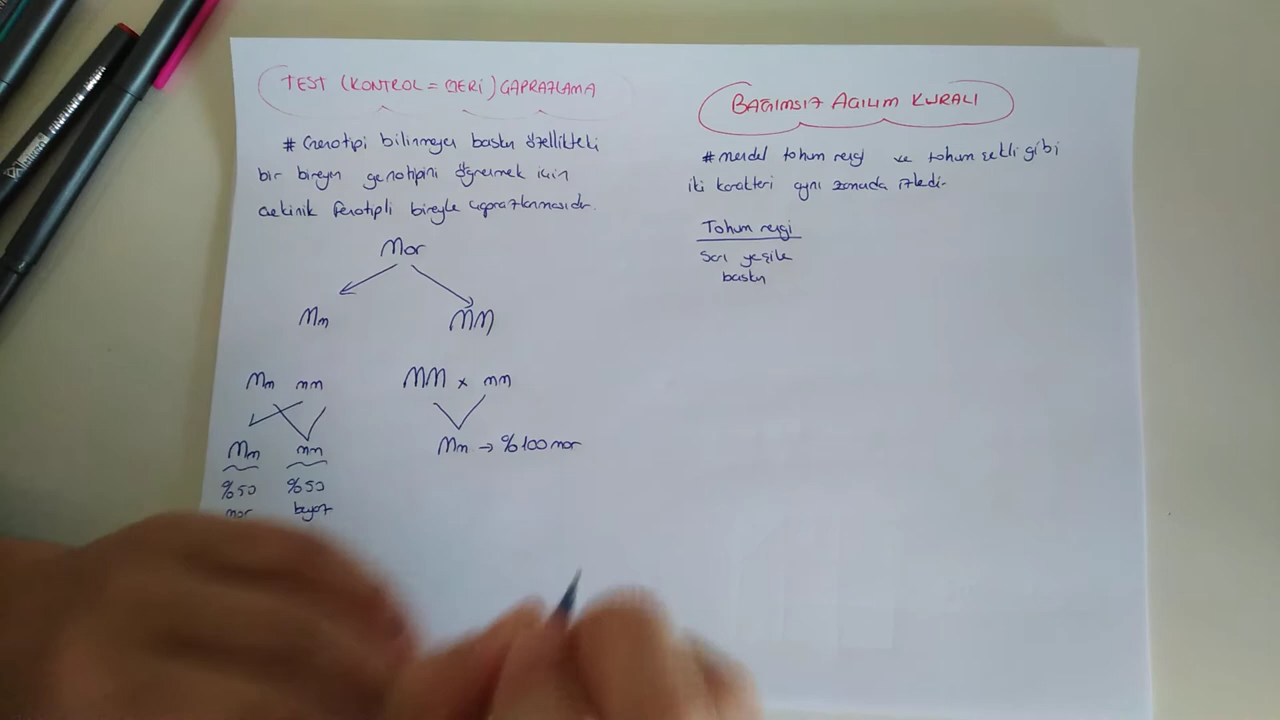 TEST (KONTROL = GERİ) ÇAPRAZLAMA
# Genotipi bilinmeyen baskın özellikteki
bir bireyin genotipini öğrenmek için
çekinik fenotipli bireyle çaprazlanmasıdır.
Mor
Mm MM
Mm mm
MM x mm
Mm mm
Mm → %100 mor
%50 %50
mor beyaz
BAĞIMSIZ AÇILIM KURALI
# mendel tohum rengi ve tohum şekli gibi
iki karakteri aynı zamanda izledi.
Tohum rengi
Sarı yeşile
baskın